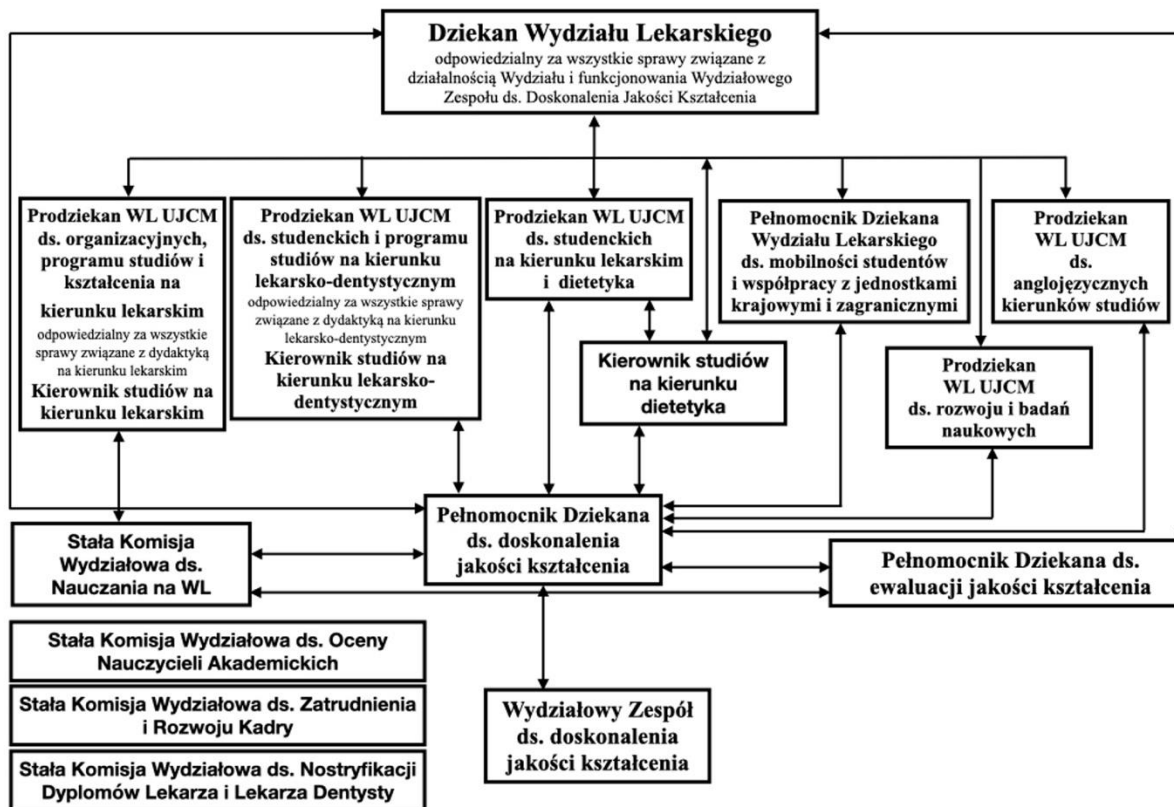 Dziekan Wydziału Lekarskiego
odpowiedzialny za wszystkie sprawy związane z
działalnością Wydziału i funkcjonowania Wydziałowego
Zespołu ds. Doskonalenia Jakości Kształcenia
Prodziekan WL UJCM
ds. organizacyjnych,
programu studiów i
kształcenia na
kierunku lekarskim
odpowiedzialny za wszystkie
sprawy związane z dydaktyką
na kierunku lekarskim
Kierownik studiów na
kierunku lekarskim
Prodziekan WL UJCM
ds. studenckich i programu
studiów na kierunku
lekarsko-dentystycznym
odpowiedzialny za wszystkie sprawy
związane z dydaktyką na kierunku
lekarsko-dentystycznym
Kierownik studiów na
kierunku lekarsko-
dentystycznym
Prodziekan WL UJCM
ds. studenckich
na kierunku lekarskim
i dietetyka
Kierownik studiów
na kierunku
dietetyka
Pełnomocnik Dziekana
Wydziału Lekarskiego
ds. mobilności studentów
i współpracy z jednostkami
krajowymi i zagranicznymi
Prodziekan
WL UJCM
ds.
anglojęzycznych
kierunków studiów
Prodziekan
WL UJCM
ds. rozwoju i badań
naukowych
Stała Komisja
Wydziałowa ds.
Nauczania na WL
Pełnomocnik Dziekana
ds. doskonalenia
jakości kształcenia
Pełnomocnik Dziekana ds.
ewaluacji jakości kształcenia
Stała Komisja Wydziałowa ds. Oceny
Nauczycieli Akademickich
Stała Komisja Wydziałowa ds. Zatrudnienia
i Rozwoju Kadry
Stała Komisja Wydziałowa ds. Nostryfikacji
Dyplomów Lekarza i Lekarza Dentysty
Wydziałowy Zespół
ds. doskonalenia
jakości kształcenia